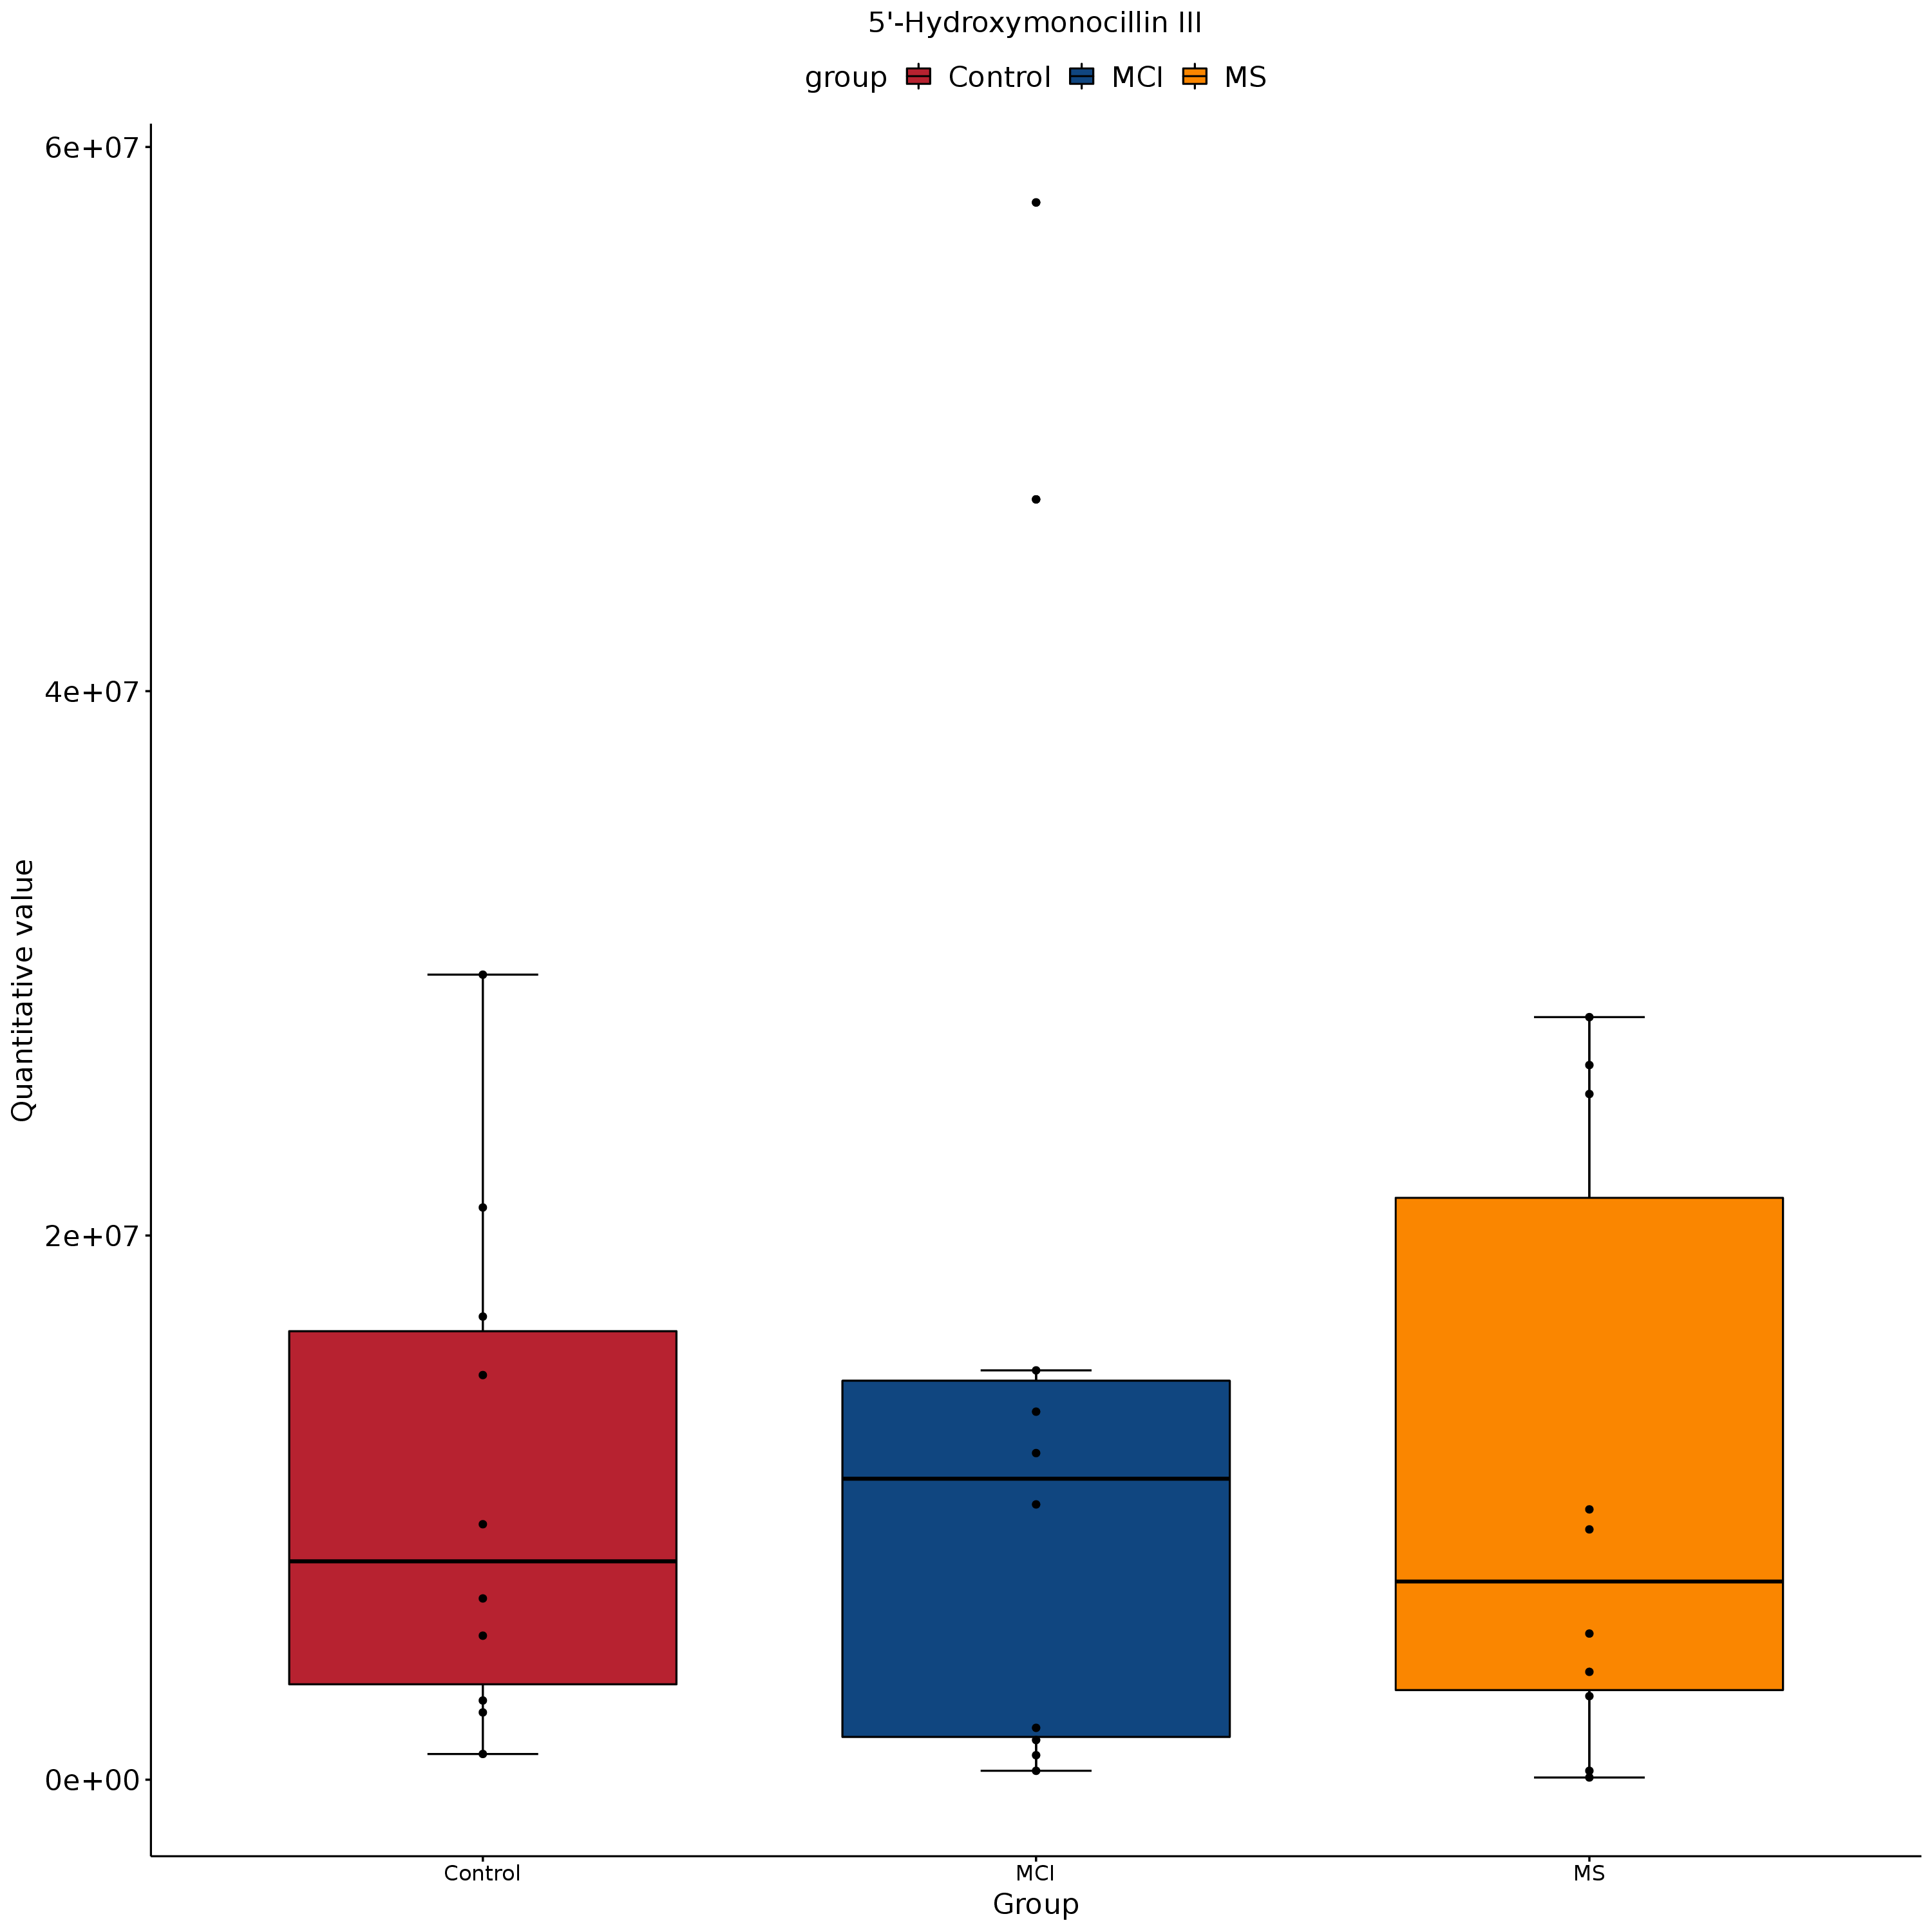 5'-Hydroxymonocillin III
group Control MCI MS
6e+07
4e+07
2e+07
0e+00
Quantitative value
Control MCI MS
Group